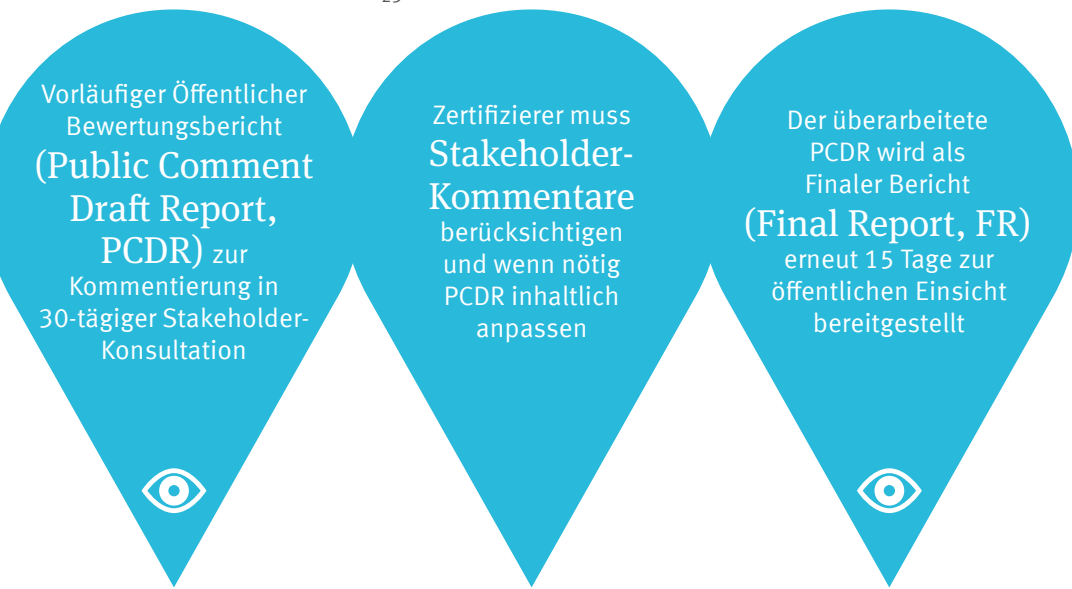 Vorläufiger Öffentlicher
Bewertungsbericht
(Public Comment
Draft Report,
PCDR) zur
Kommentierung in
30-tägiger Stakeholder-
Konsultation
Zertifizierer muss
Stakeholder-
Kommentare
berücksichtigen
und wenn nötig
PCDR inhaltlich
anpassen
Der überarbeitete
PCDR wird als
Finaler Bericht
(Final Report, FR)
erneut 15 Tage zur
öffentlichen Einsicht
bereitgestellt